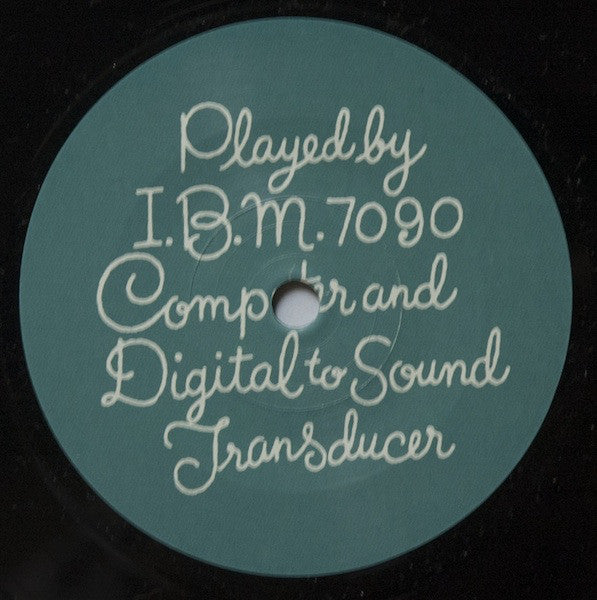 Played by
I.B.M. 7090
Computer and
Digital to Sound
Transducer